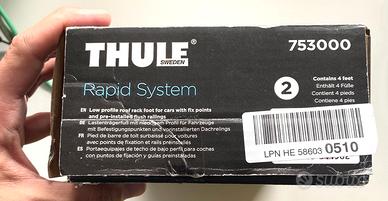 THULE
SWEDEN
753000
Rapid System
2
Contains 4 feet
Enthält 4 Füße
Contient 4 pieds
Contiene 4 pies
EN Low profile roof rack foot for cars with fix points
and pre-installed flush railings
DE Lastenträgerfuß mit niedrigem Profil für Fahrzeuge
mit Befestigungspunkten und vorinstallierten Dachrelings
FR Pied de barre de toit surbaissé pour voitures
avec points de fixation et rails preinstallés
ES Portaequipajes de techo de bajo perfil para coches
con puntos de fijación y guías preinstaladas
LPN HE 58603 0510
Subito